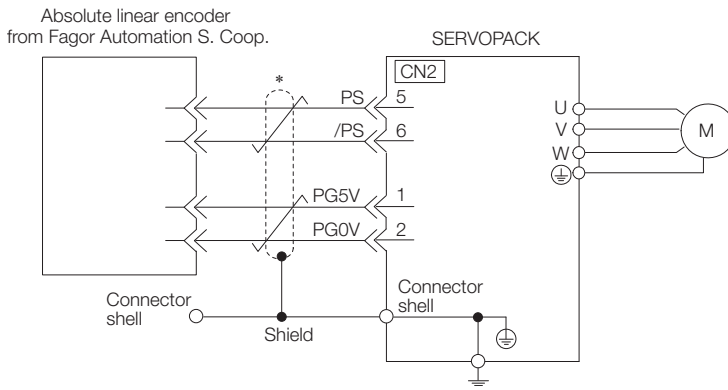 Absolute linear encoder
from Fagor Automation S. Coop.
SERVOPACK
CN2
*
PS 5
/PS 6
PG5V 1
PG0V 2
U
V
W
M
Connector
shell
Shield
Connector
shell